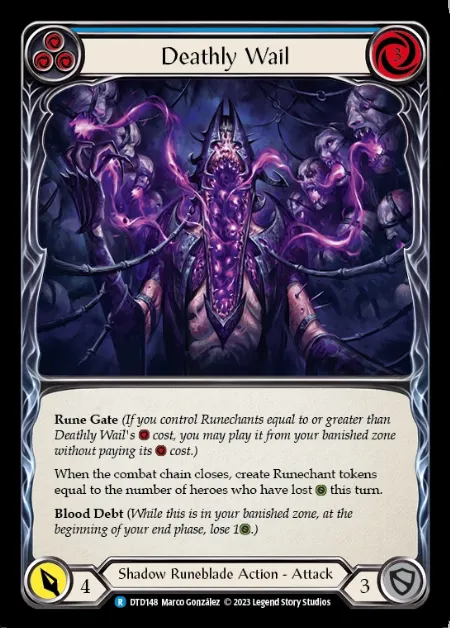 Deathly Wail
3
Rune Gate (If you control Runechants equal to or greater than
Deathly Wail's cost, you may play it from your banished zone
without paying its cost.)
When the combat chain closes, create Runechant tokens
equal to the number of heroes who have lost this turn.
Blood Debt (While this is in your banished zone, at the
beginning of your end phase, lose 1.)
4
Shadow Runeblade Action - Attack
3
R DTD148 Marco González © 2023 Legend Story Studios